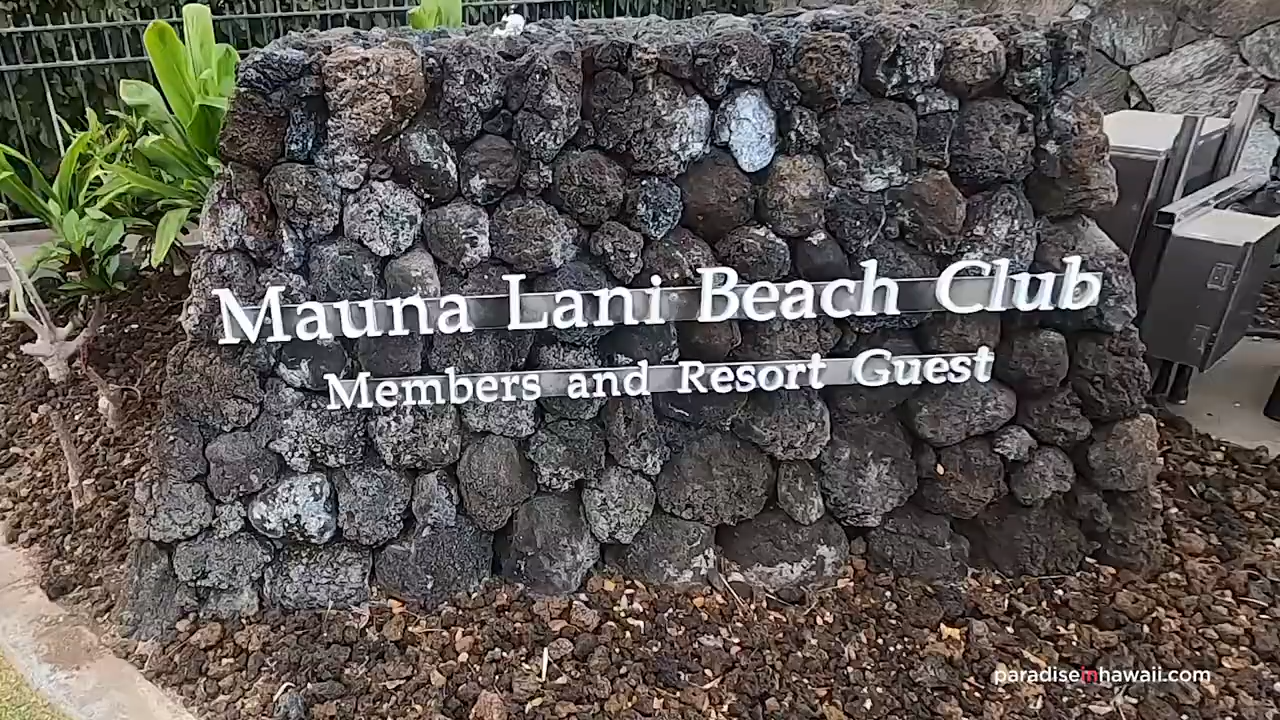 Mauna Lani Beach Club
Members and Resort Guest
paradiseinhawaii.com